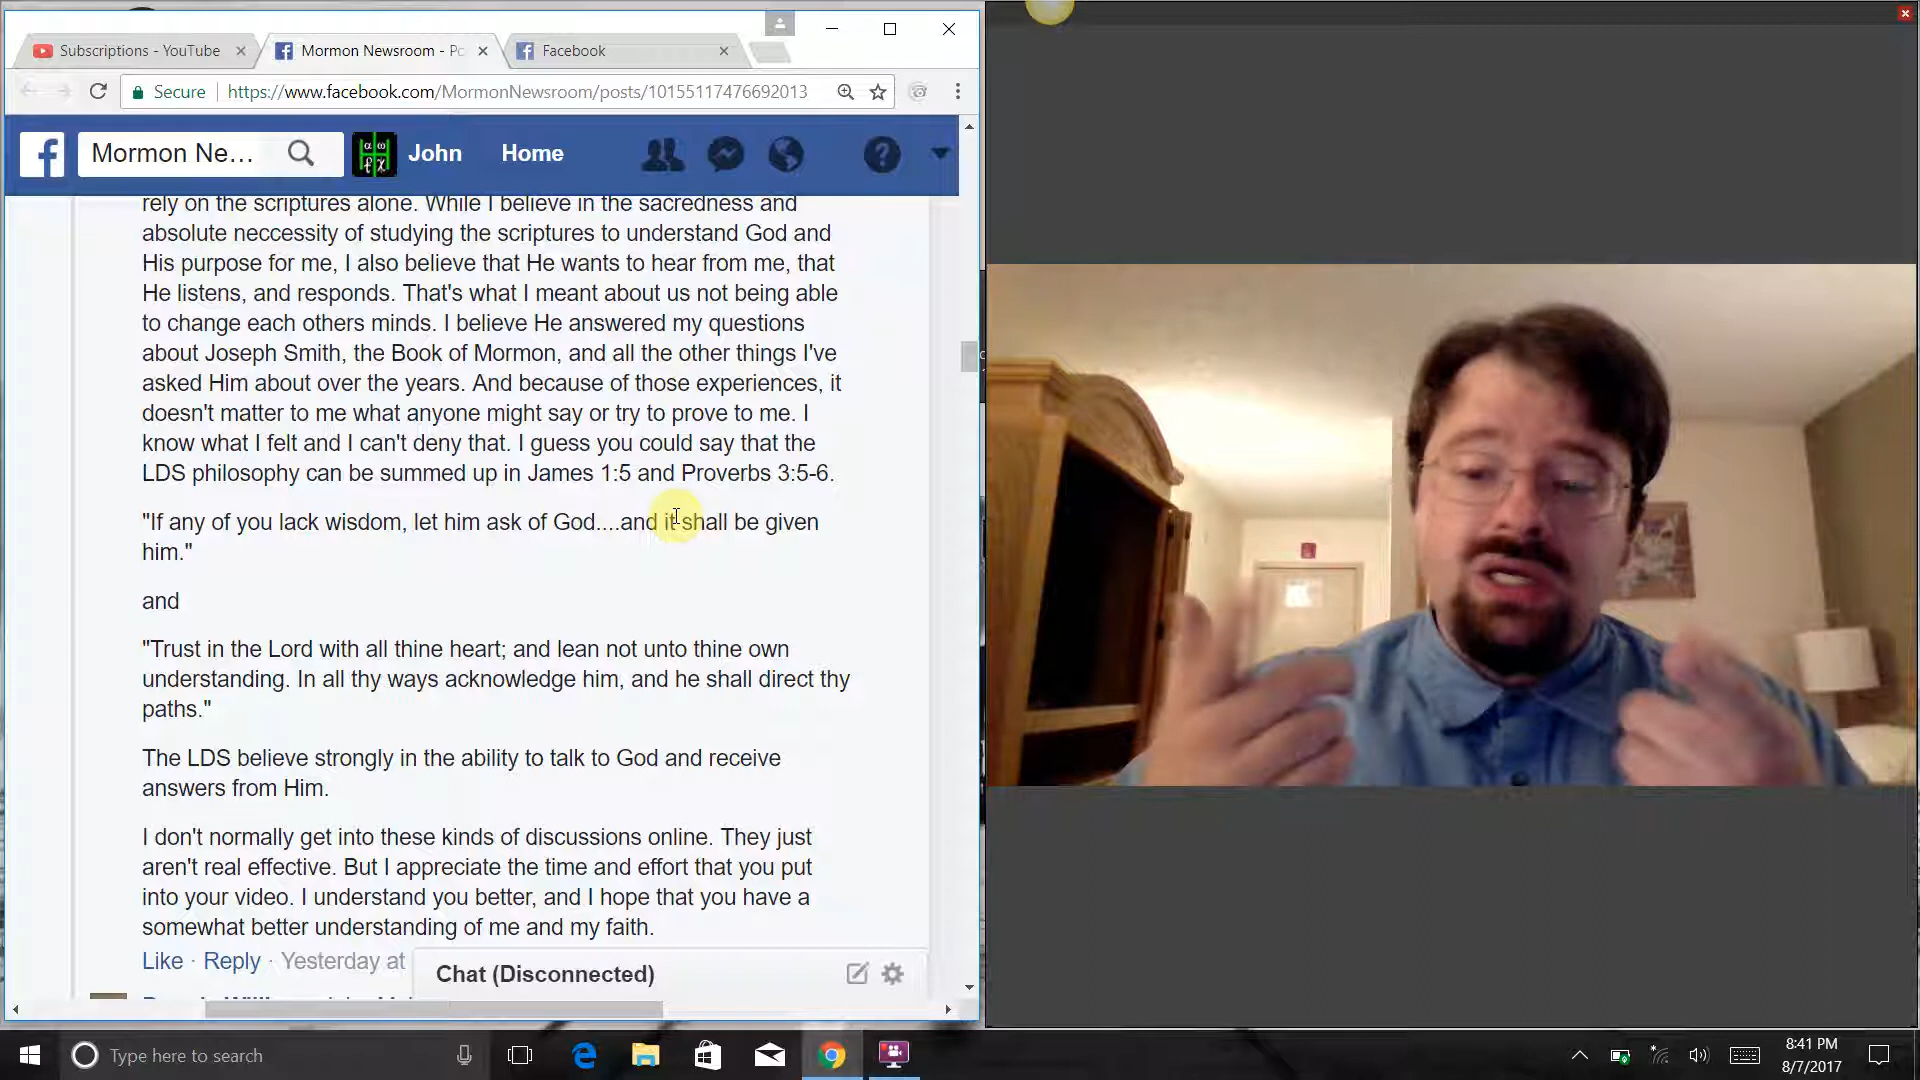 Subscriptions - YouTube
Mormon Newsroom - Pc
Facebook
Secure
https://www.facebook.com/MormonNewsroom/posts/10155117476692013
Mormon Ne...
John
Home
rely on the scriptures alone. While I believe in the sacredness and
absolute neccessity of studying the scriptures to understand God and
His purpose for me, I also believe that He wants to hear from me, that
He listens, and responds. That's what I meant about us not being able
to change each others minds. I believe He answered my questions
about Joseph Smith, the Book of Mormon, and all the other things I've
asked Him about over the years. And because of those experiences, it
doesn't matter to me what anyone might say or try to prove to me. I
know what I felt and I can't deny that. I guess you could say that the
LDS philosophy can be summed up in James 1:5 and Proverbs 3:5-6.
"If any of you lack wisdom, let him ask of God....and it shall be given
him."
and
"Trust in the Lord with all thine heart; and lean not unto thine own
understanding. In all thy ways acknowledge him, and he shall direct thy
paths."
The LDS believe strongly in the ability to talk to God and receive
answers from Him.
I don't normally get into these kinds of discussions online. They just
aren't real effective. But I appreciate the time and effort that you put
into your video. I understand you better, and I hope that you have a
somewhat better understanding of me and my faith.
Like · Reply · Yesterday at
Chat (Disconnected)
Type here to search
8:41 PM
8/7/2017